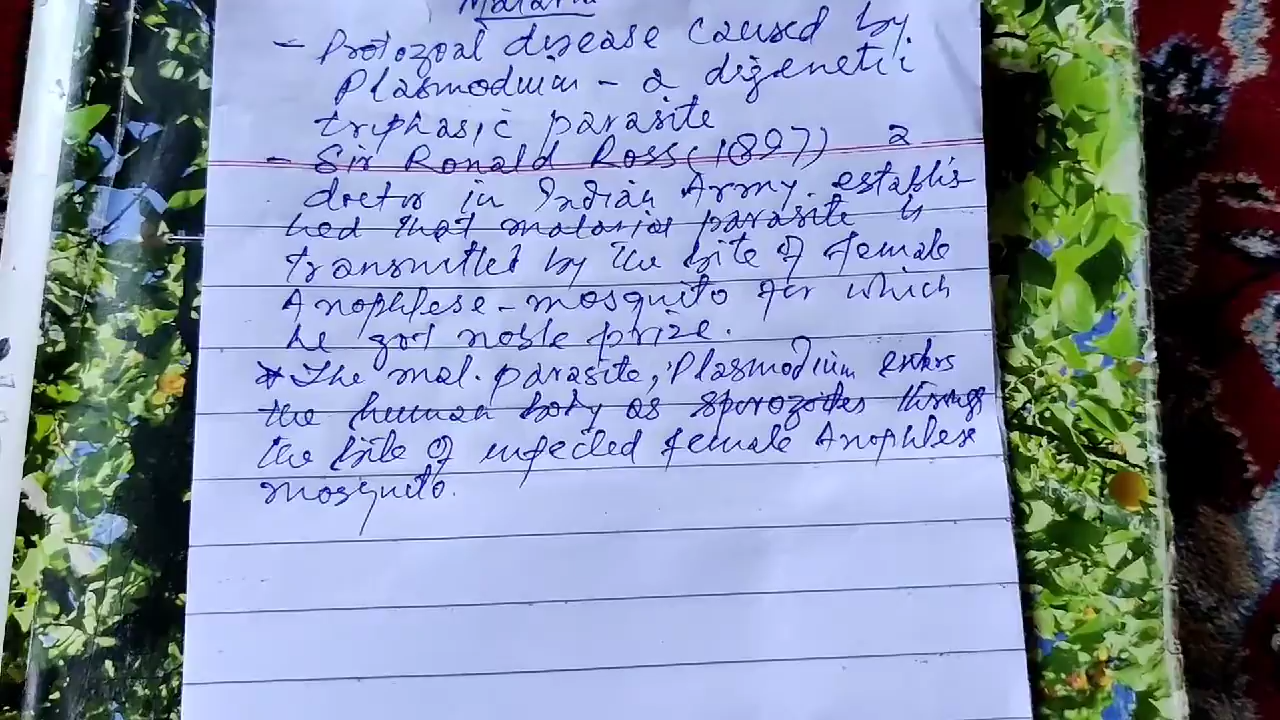 Malaria
- Protozoal disease caused by
Plasmodium - a digenetic
triphasic parasite
- Sir Ronald Ross (1897) a
doctor in Indian Army. establis
hed that malarial parasite is
transmitted by the bite of female
Anophlese - mosquito for which
he got noble prize.
* The mal. parasite, Plasmodium enters
the human body as sporozoites through
the bite of infected female Anophlex
mosquito.